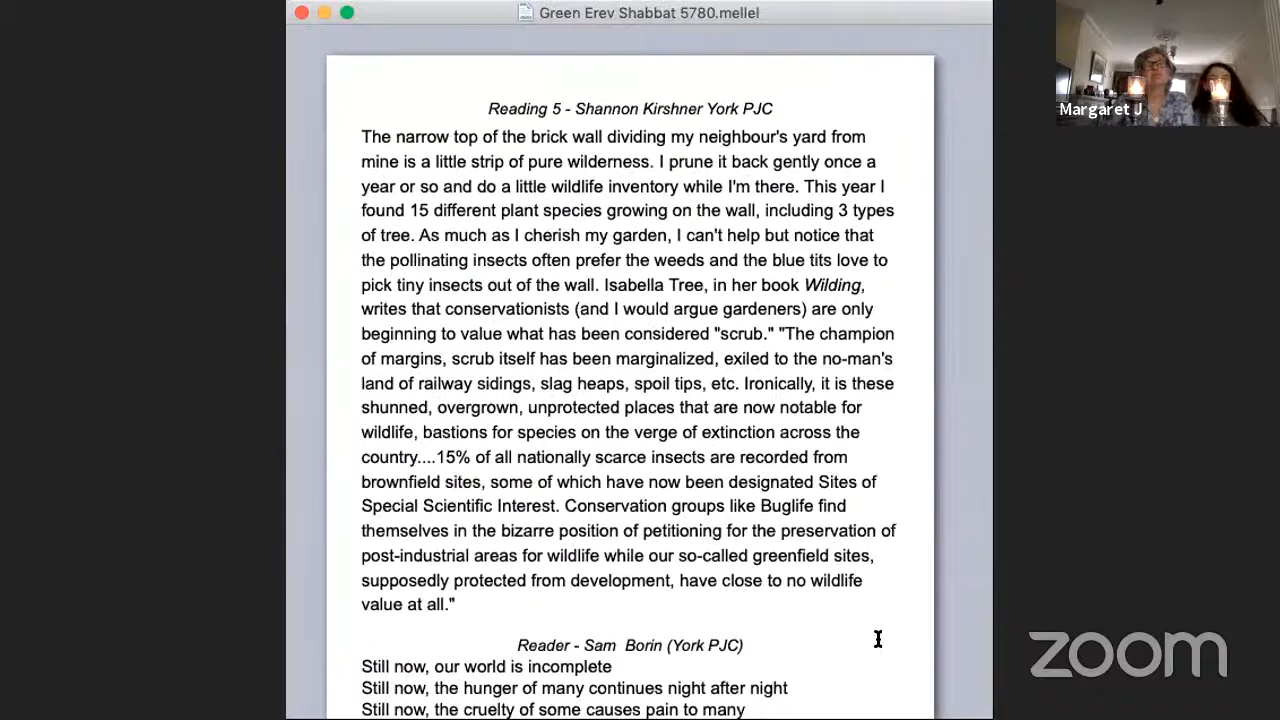 Green Erev Shabbat 5780.mellel
Margaret J
Reading 5 - Shannon Kirshner York PJC
The narrow top of the brick wall dividing my neighbour's yard from
mine is a little strip of pure wilderness. I prune it back gently once a
year or so and do a little wildlife inventory while I'm there. This year I
found 15 different plant species growing on the wall, including 3 types
of tree. As much as I cherish my garden, I can't help but notice that
the pollinating insects often prefer the weeds and the blue tits love to
pick tiny insects out of the wall. Isabella Tree, in her book Wilding,
writes that conservationists (and I would argue gardeners) are only
beginning to value what has been considered "scrub." "The champion
of margins, scrub itself has been marginalized, exiled to the no-man's
land of railway sidings, slag heaps, spoil tips, etc. Ironically, it is these
shunned, overgrown, unprotected places that are now notable for
wildlife, bastions for species on the verge of extinction across the
country....15% of all nationally scarce insects are recorded from
brownfield sites, some of which have now been designated Sites of
Special Scientific Interest. Conservation groups like Buglife find
themselves in the bizarre position of petitioning for the preservation of
post-industrial areas for wildlife while our so-called greenfield sites,
supposedly protected from development, have close to no wildlife
value at all."
Reader - Sam Borin (York PJC)
Still now, our world is incomplete
Still now, the hunger of many continues night after night
Still now, the cruelty of some causes pain to many
zoom